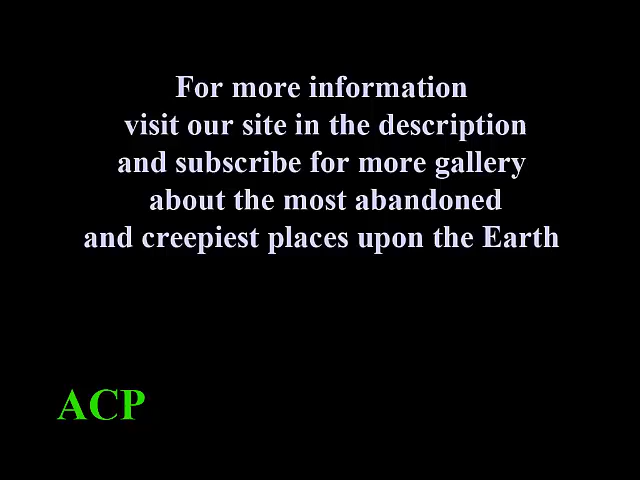 For more information
visit our site in the description
and subscribe for more gallery
about the most abandoned
and creepiest places upon the Earth
ACP